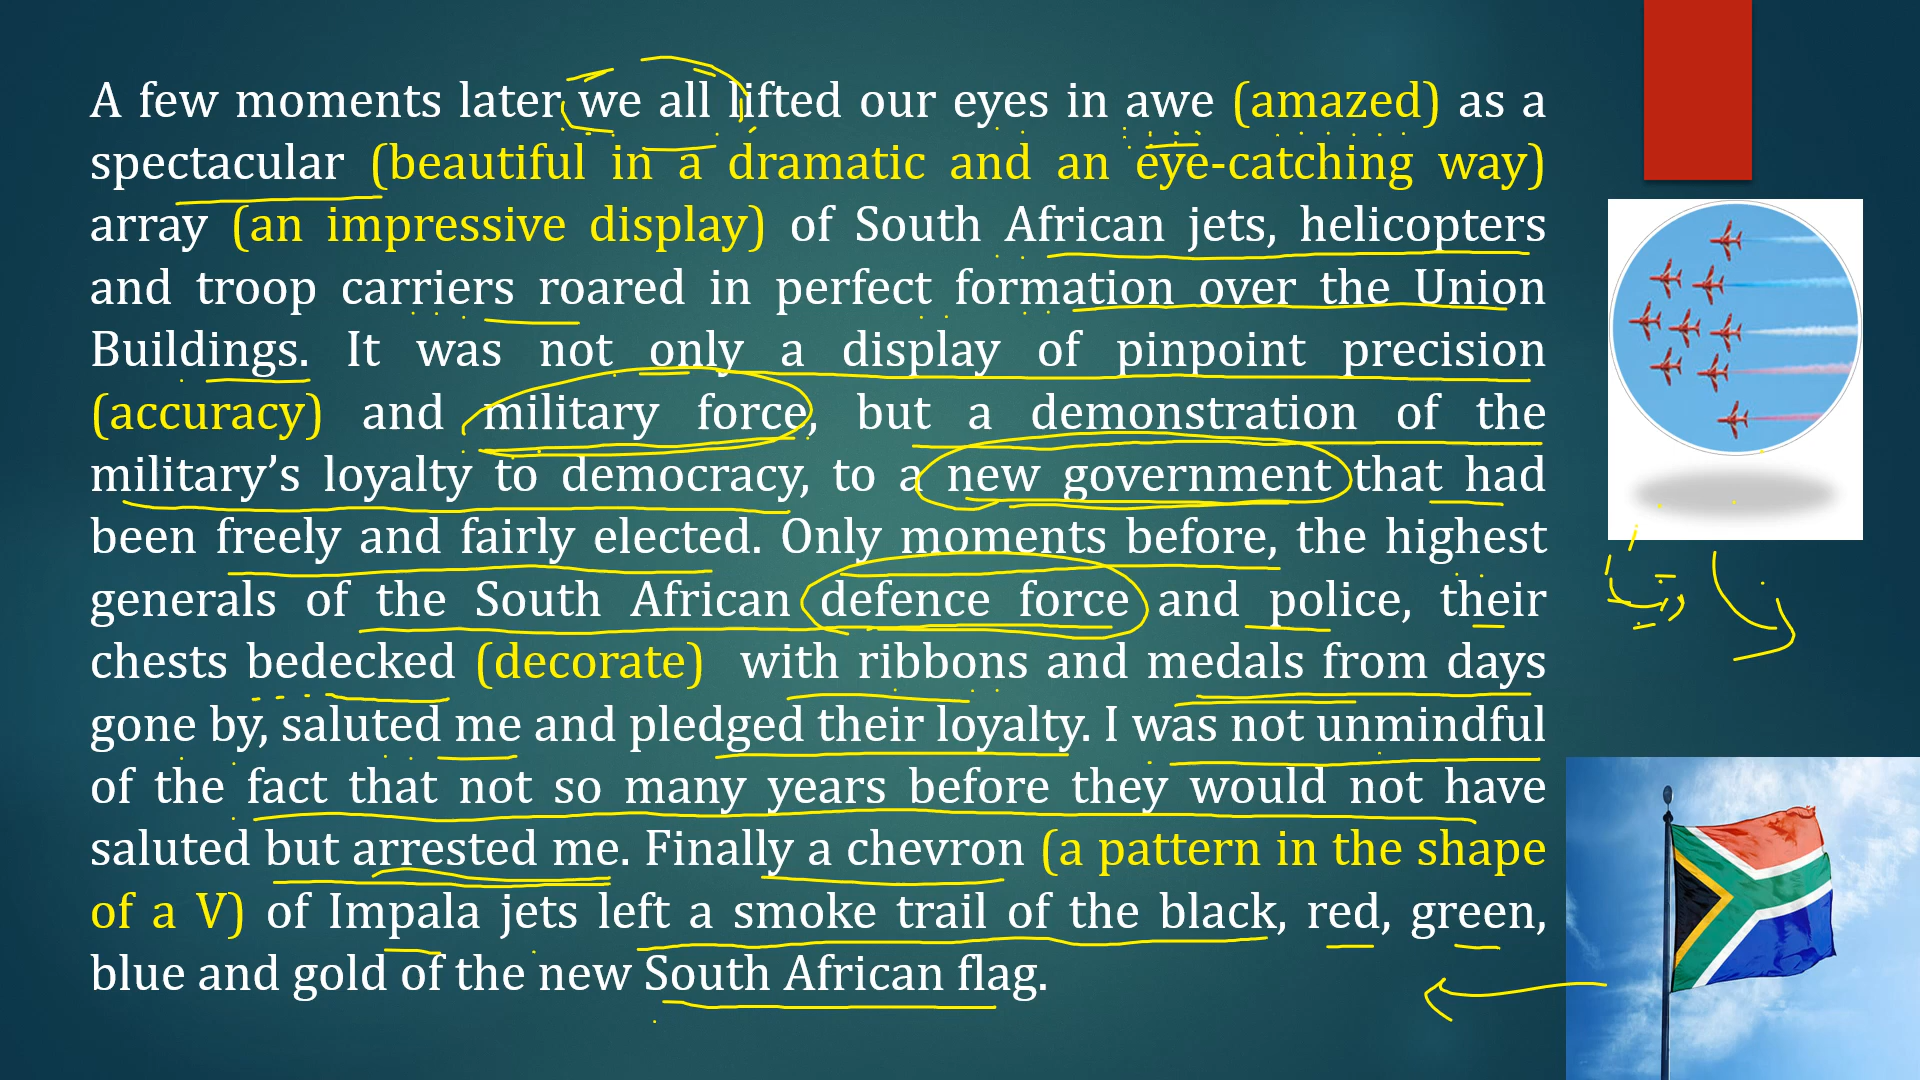 A few moments later we all lifted our eyes in awe (amazed) as a
spectacular (beautiful in a dramatic and an eye-catching way)
array (an impressive display) of South African jets, helicopters
and troop carriers roared in perfect formation over the Union
Buildings. It was not only a display of pinpoint precision
(accuracy) and military force, but a demonstration of the
military’s loyalty to democracy, to a new government that had
been freely and fairly elected. Only moments before, the highest
generals of the South African defence force and police, their
chests bedecked (decorate) with ribbons and medals from days
gone by, saluted me and pledged their loyalty. I was not unmindful
of the fact that not so many years before they would not have
saluted but arrested me. Finally a chevron (a pattern in the shape
of a V) of Impala jets left a smoke trail of the black, red, green,
blue and gold of the new South African flag.